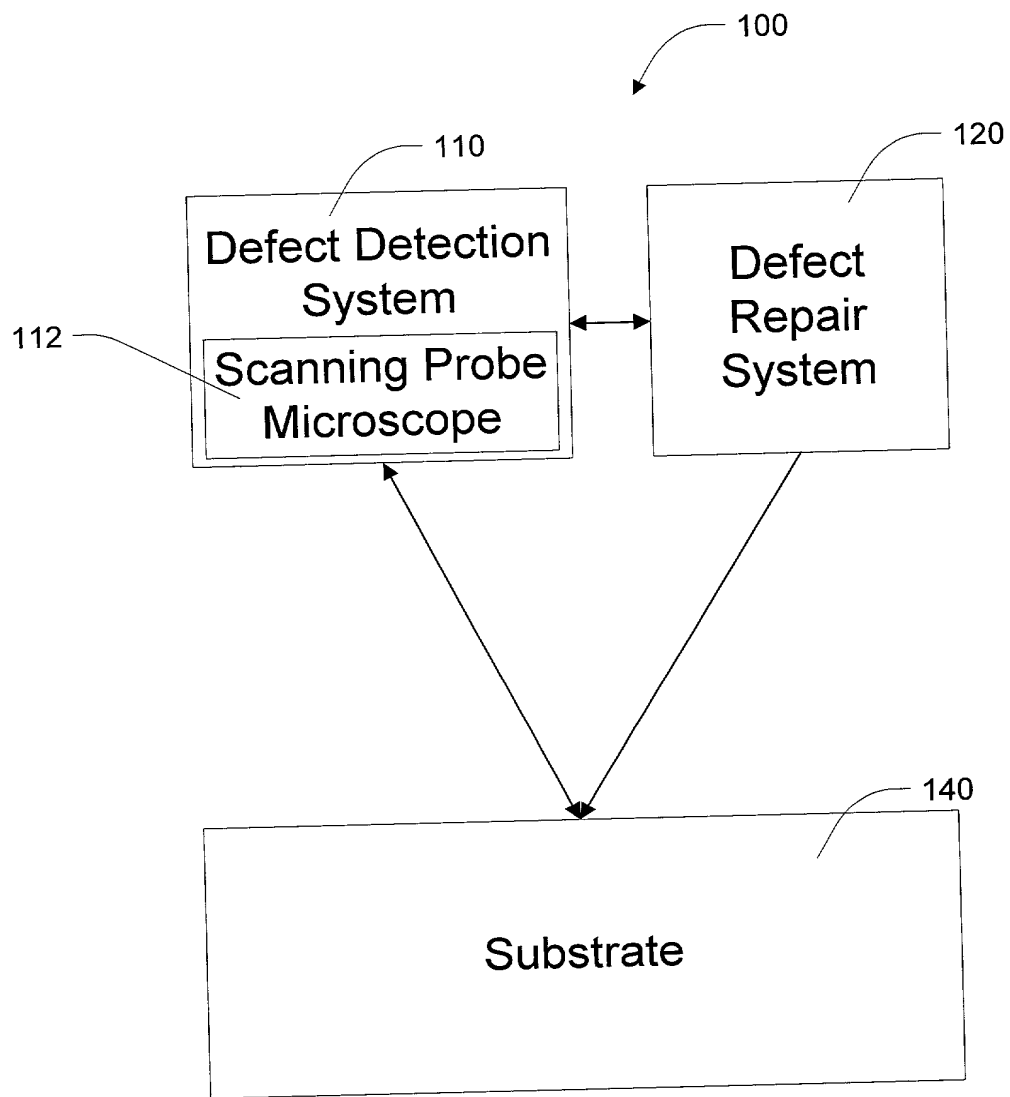 100
110
120
Defect Detection
System
Defect
Repair
System
112
Scanning Probe
Microscope
140
Substrate